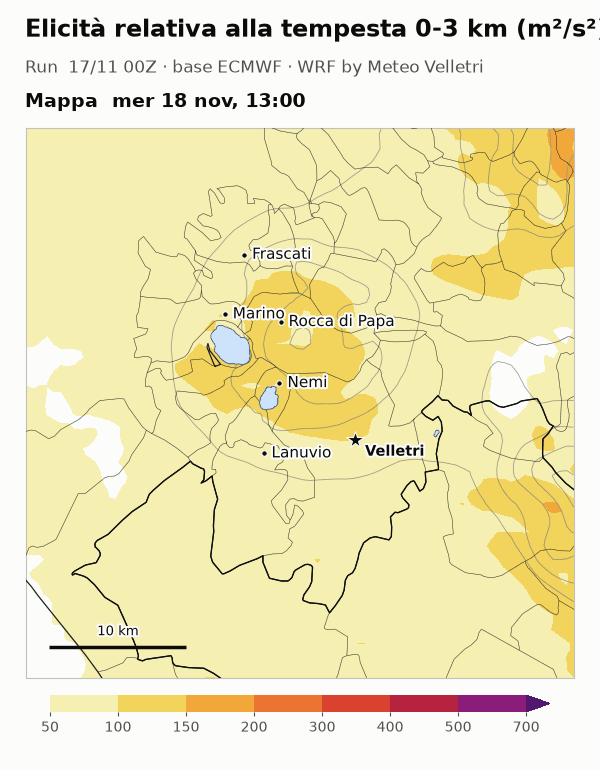 Elicità relativa alla tempesta 0-3 km (m²/s²)
Run 17/11 00Z · base ECMWF · WRF by Meteo Velletri
Mappa mer 18 nov, 13:00
Frascati
Marino
Rocca di Papa
Nemi
Velletri
Lanuvio
10 km
50 100 150 200 300 400 500 700